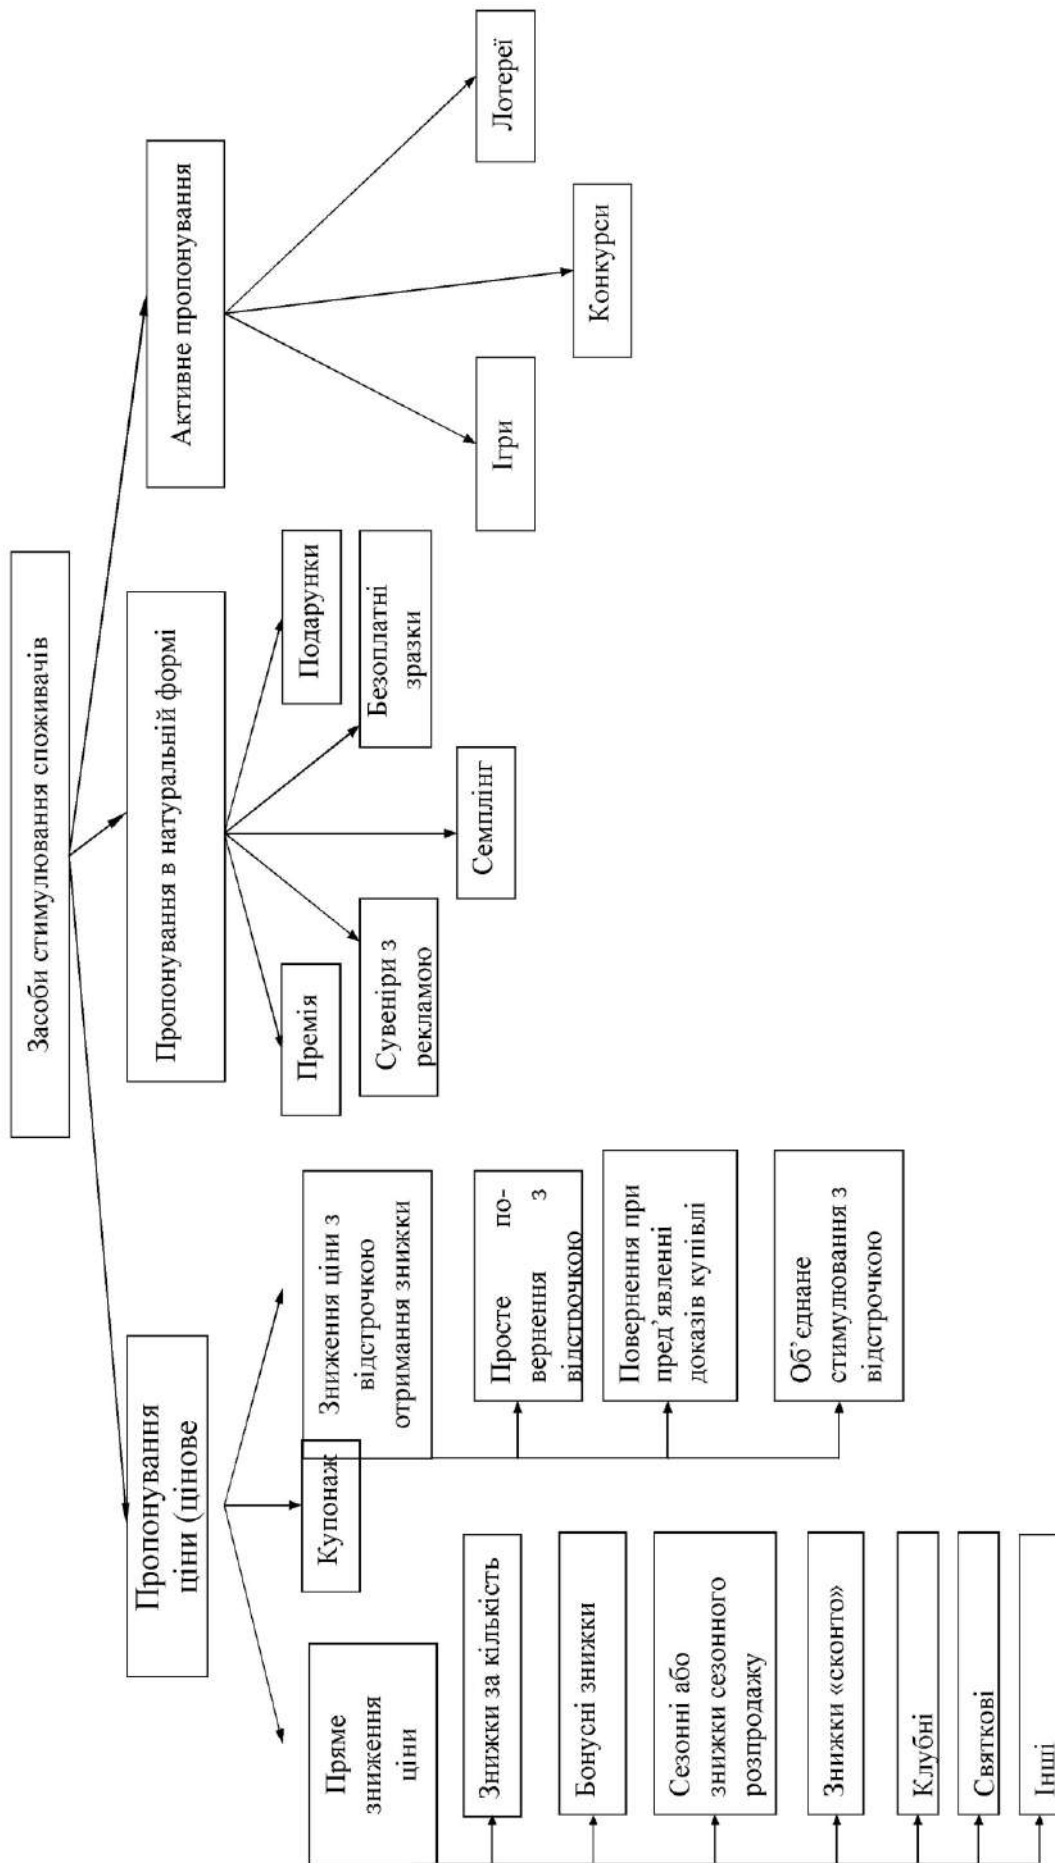 Засоби стимулювання споживачів
Пропонування
ціни (цінове
Пропонування в натуральній формі
Активне пропонування
Пряме
зниження
ціни
Купонаж
Зниження ціни з
відстрочкою
отримання знижки
Премія
Сувеніри з
рекламою
Семплінг
Безоплатні
зразки
Подарунки
Ігри
Конкурси
Лотереї
Знижки за кількість
Бонусні знижки
Сезонні або
знижки сезонного
розпродажу
Знижки «сконто»
Клубні
Святкові
Інші
Просте по-
вернення з
відстрочкою
Повернення при
пред’явленні
доказів купівлі
Об’єднане
стимулювання з
відстрочкою